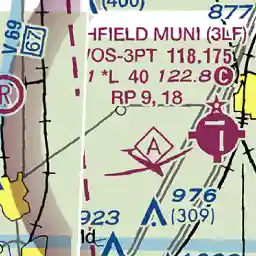 (400)
877
HFIELD MUNI (3LF)
WOS-3PT 118.175
1 *L 40 122.8 C
RP 9, 18
V 69
67
R
A
976
(309)
923
ld